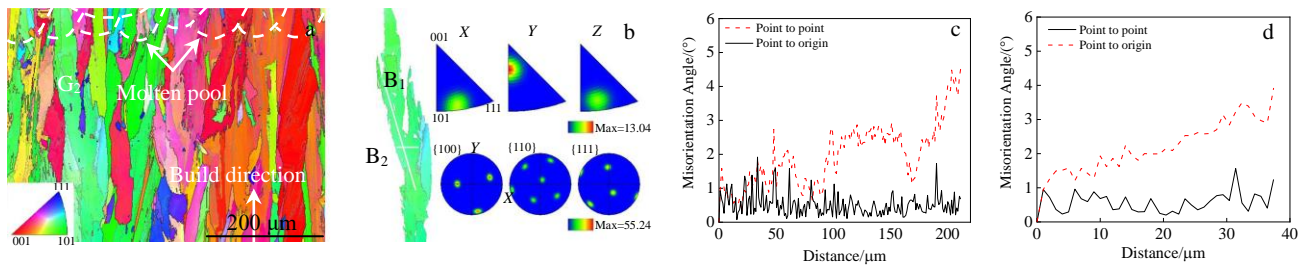 a
G2
Molten pool
Build direction
200 μm
111
001
101
b
X
Y
Z
001
111
101
B1
B2
Max=13.04
{100}
Y
{110}
{111}
X
Max=55.24
c
Point to point
Point to origin
Misorientation Angle/(°)
6
5
4
3
2
1
0
0
50
100
150
200
Distance/μm
d
Point to point
Point to origin
Misorientation Angle/(°)
6
5
4
3
2
1
0
0
10
20
30
40
Distance/μm